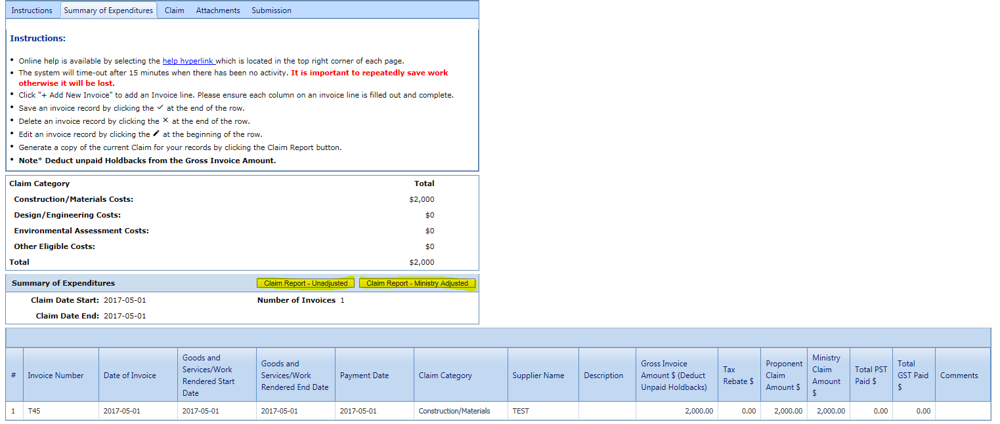 Instructions Summary of Expenditures Claim Attachments Submission
Instructions:
• Online help is available by selecting the help hyperlink which is located in the top right corner of each page.
• The system will time-out after 15 minutes when there has been no activity. It is important to repeatedly save work
otherwise it will be lost.
• Click "+ Add New Invoice" to add an Invoice line. Please ensure each column on an invoice line is filled out and complete.
• Save an invoice record by clicking the ✓ at the end of the row.
• Delete an invoice record by clicking the ✕ at the end of the row.
• Edit an invoice record by clicking the at the beginning of the row.
• Generate a copy of the current Claim for your records by clicking the Claim Report button.
• Note* Deduct unpaid Holdbacks from the Gross Invoice Amount.
Claim Category Total
Construction/Materials Costs: $2,000
Design/Engineering Costs: $0
Environmental Assessment Costs: $0
Other Eligible Costs: $0
Total $2,000
Summary of Expenditures Claim Report - Unadjusted Claim Report - Ministry Adjusted
Claim Date Start: 2017-05-01 Number of Invoices 1
Claim Date End: 2017-05-01
#
Invoice Number
Date of Invoice
Goods and
Services/Work
Rendered Start
Date
Goods and
Services/Work
Rendered End Date
Payment Date
Claim Category
Supplier Name
Description
Gross Invoice
Amount $ (Deduct
Unpaid Holdbacks)
Tax
Rebate $
Proponent
Claim
Amount $
Ministry
Claim
Amount
$
Total PST
Paid $
Total
GST Paid
$
Comments
1 T45 2017-05-01 2017-05-01 2017-05-01 2017-05-01 Construction/Materials TEST 2,000.00 0.00 2,000.00 2,000.00 0.00 0.00